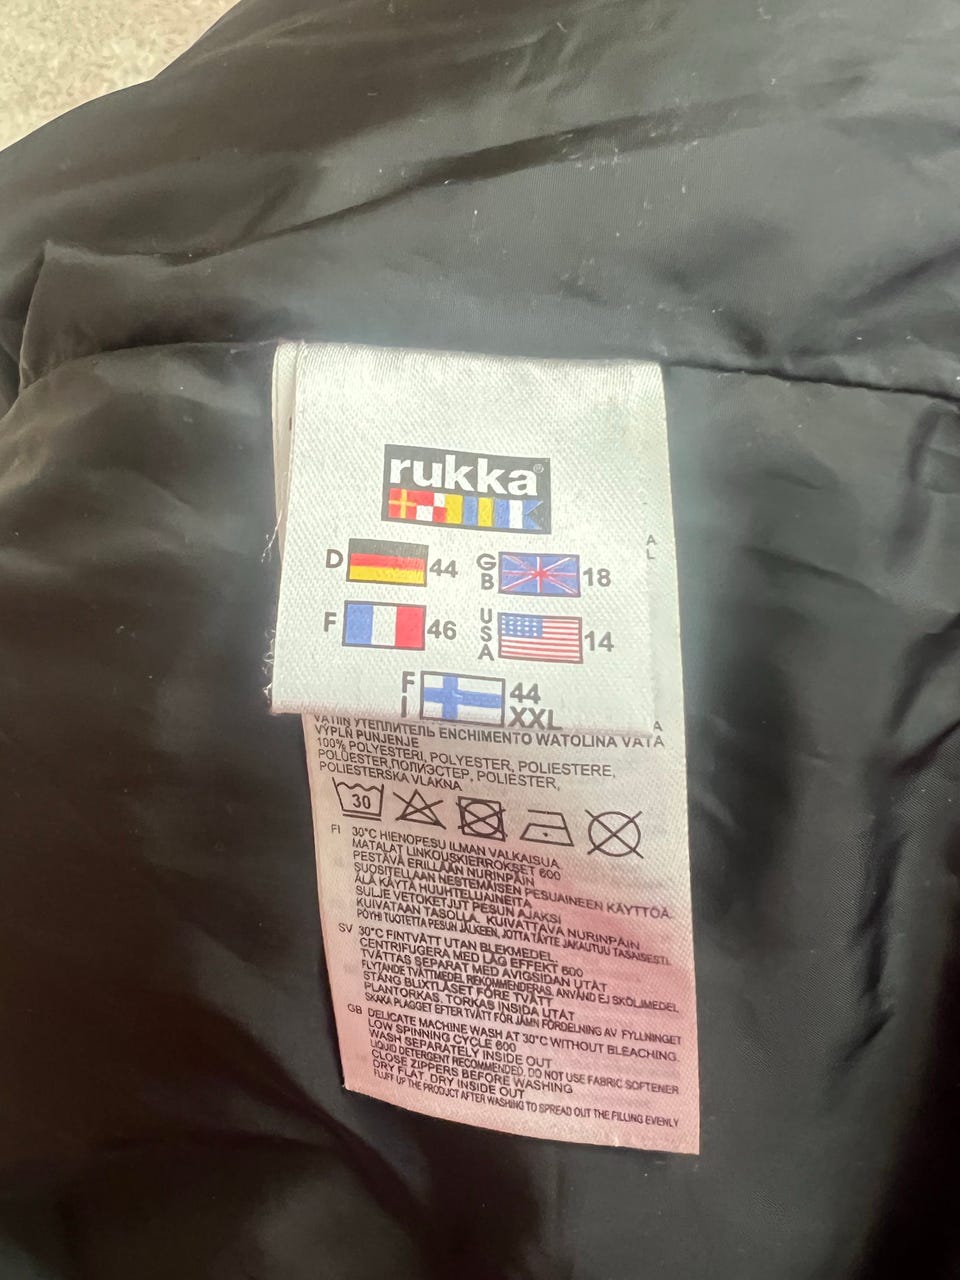 rukka®
D 44 GB 18
F 46 USA 14
FI 44
XXL
A
L
A
VATIIN УТЕПЛИТЕЛЬ ENCHIMENTO WATOLINA VATA
VÝPLŇ PUNJENJE
100% POLYESTERI, POLYESTER, POLIESTERE,
POLÜESTER,ПОЛИЭСТЕР, POLIÉSTER,
POLIESTERSKA VLAKNA
30
FI 30°C HIENOPESU ILMAN VALKAISUA
MATALAT LINKOUSKIERROKSET 600
PESTÄVÄ ERILLÄÄN NURINPÄIN
SUOSITELLAAN NESTEMÄISEN PESUAINEEN KÄYTTÖÄ.
ÄLÄ KÄYTÄ HUUHTELUAINEITA
SULJE VETOKETJUT PESUN AJAKSI
KUIVATAAN TASOLLA. KUIVATTAVA NURINPÄIN
PÖYHI TUOTETTA PESUN JÄLKEEN, JOTTA TÄYTE JAKAUTUU TASAISESTI.
SV 30°C FINTVÄTT UTAN BLEKMEDEL.
CENTRIFUGERA MED LÅG EFFEKT 600
TVÄTTAS SEPARAT MED AVIGSIDAN UTÅT
FLYTANDE TVÄTTMEDEL REKOMMENDERAS. ANVÄND EJ SKÖLJMEDEL
STÄNG BLIXTLÅSET FÖRE TVÄTT
PLANTORKAS. TORKAS INSIDA UTÅT
SKAKA PLAGGET EFTER TVÄTT FÖR JÄMN FÖRDELNING AV FYLLNINGET
GB DELICATE MACHINE WASH AT 30°C WITHOUT BLEACHING.
LOW SPINNING CYCLE 600
WASH SEPARATELY INSIDE OUT
LIQUID DETERGENT RECOMMENDED. DO NOT USE FABRIC SOFTENER
CLOSE ZIPPERS BEFORE WASHING
DRY FLAT. DRY INSIDE OUT
FLUFF UP THE PRODUCT AFTER WASHING TO SPREAD OUT THE FILLING EVENLY